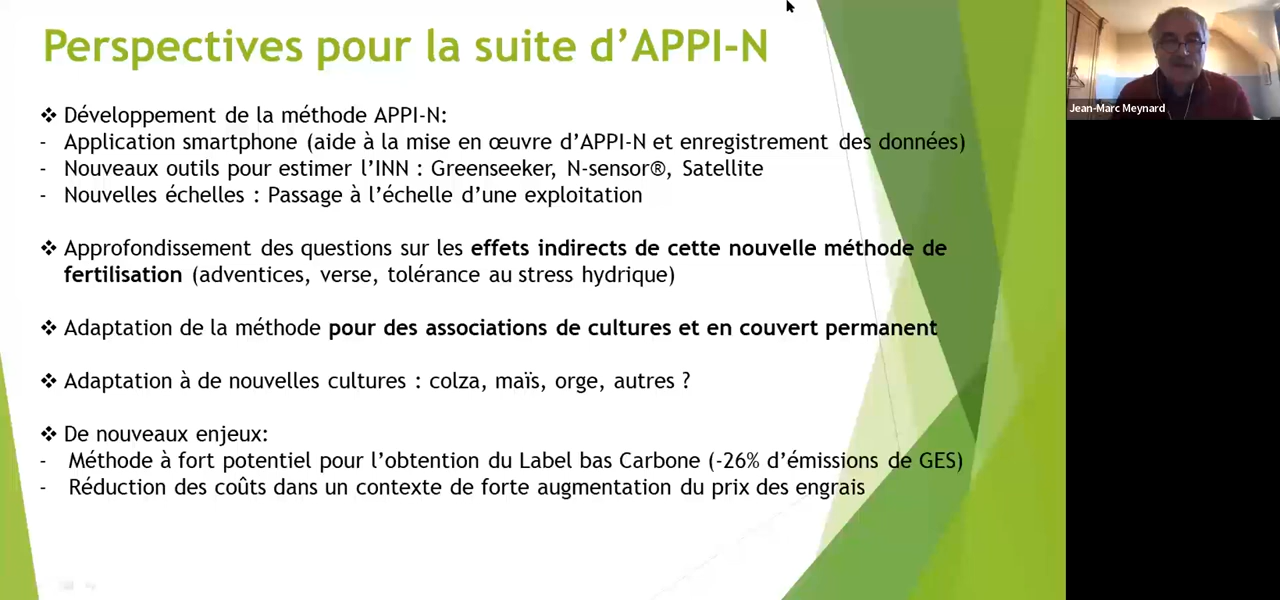 Perspectives pour la suite d’APPI-N
❖ Développement de la méthode APPI-N:
- Application smartphone (aide à la mise en œuvre d’APPI-N et enregistrement des données)
- Nouveaux outils pour estimer l’INN : Greenseeker, N-sensor®, Satellite
- Nouvelles échelles : Passage à l’échelle d’une exploitation
❖ Approfondissement des questions sur les effets indirects de cette nouvelle méthode de
fertilisation (adventices, verse, tolérance au stress hydrique)
❖ Adaptation de la méthode pour des associations de cultures et en couvert permanent
❖ Adaptation à de nouvelles cultures : colza, maïs, orge, autres ?
❖ De nouveaux enjeux:
- Méthode à fort potentiel pour l’obtention du Label bas Carbone (-26% d’émissions de GES)
- Réduction des coûts dans un contexte de forte augmentation du prix des engrais
Jean-Marc Meynard